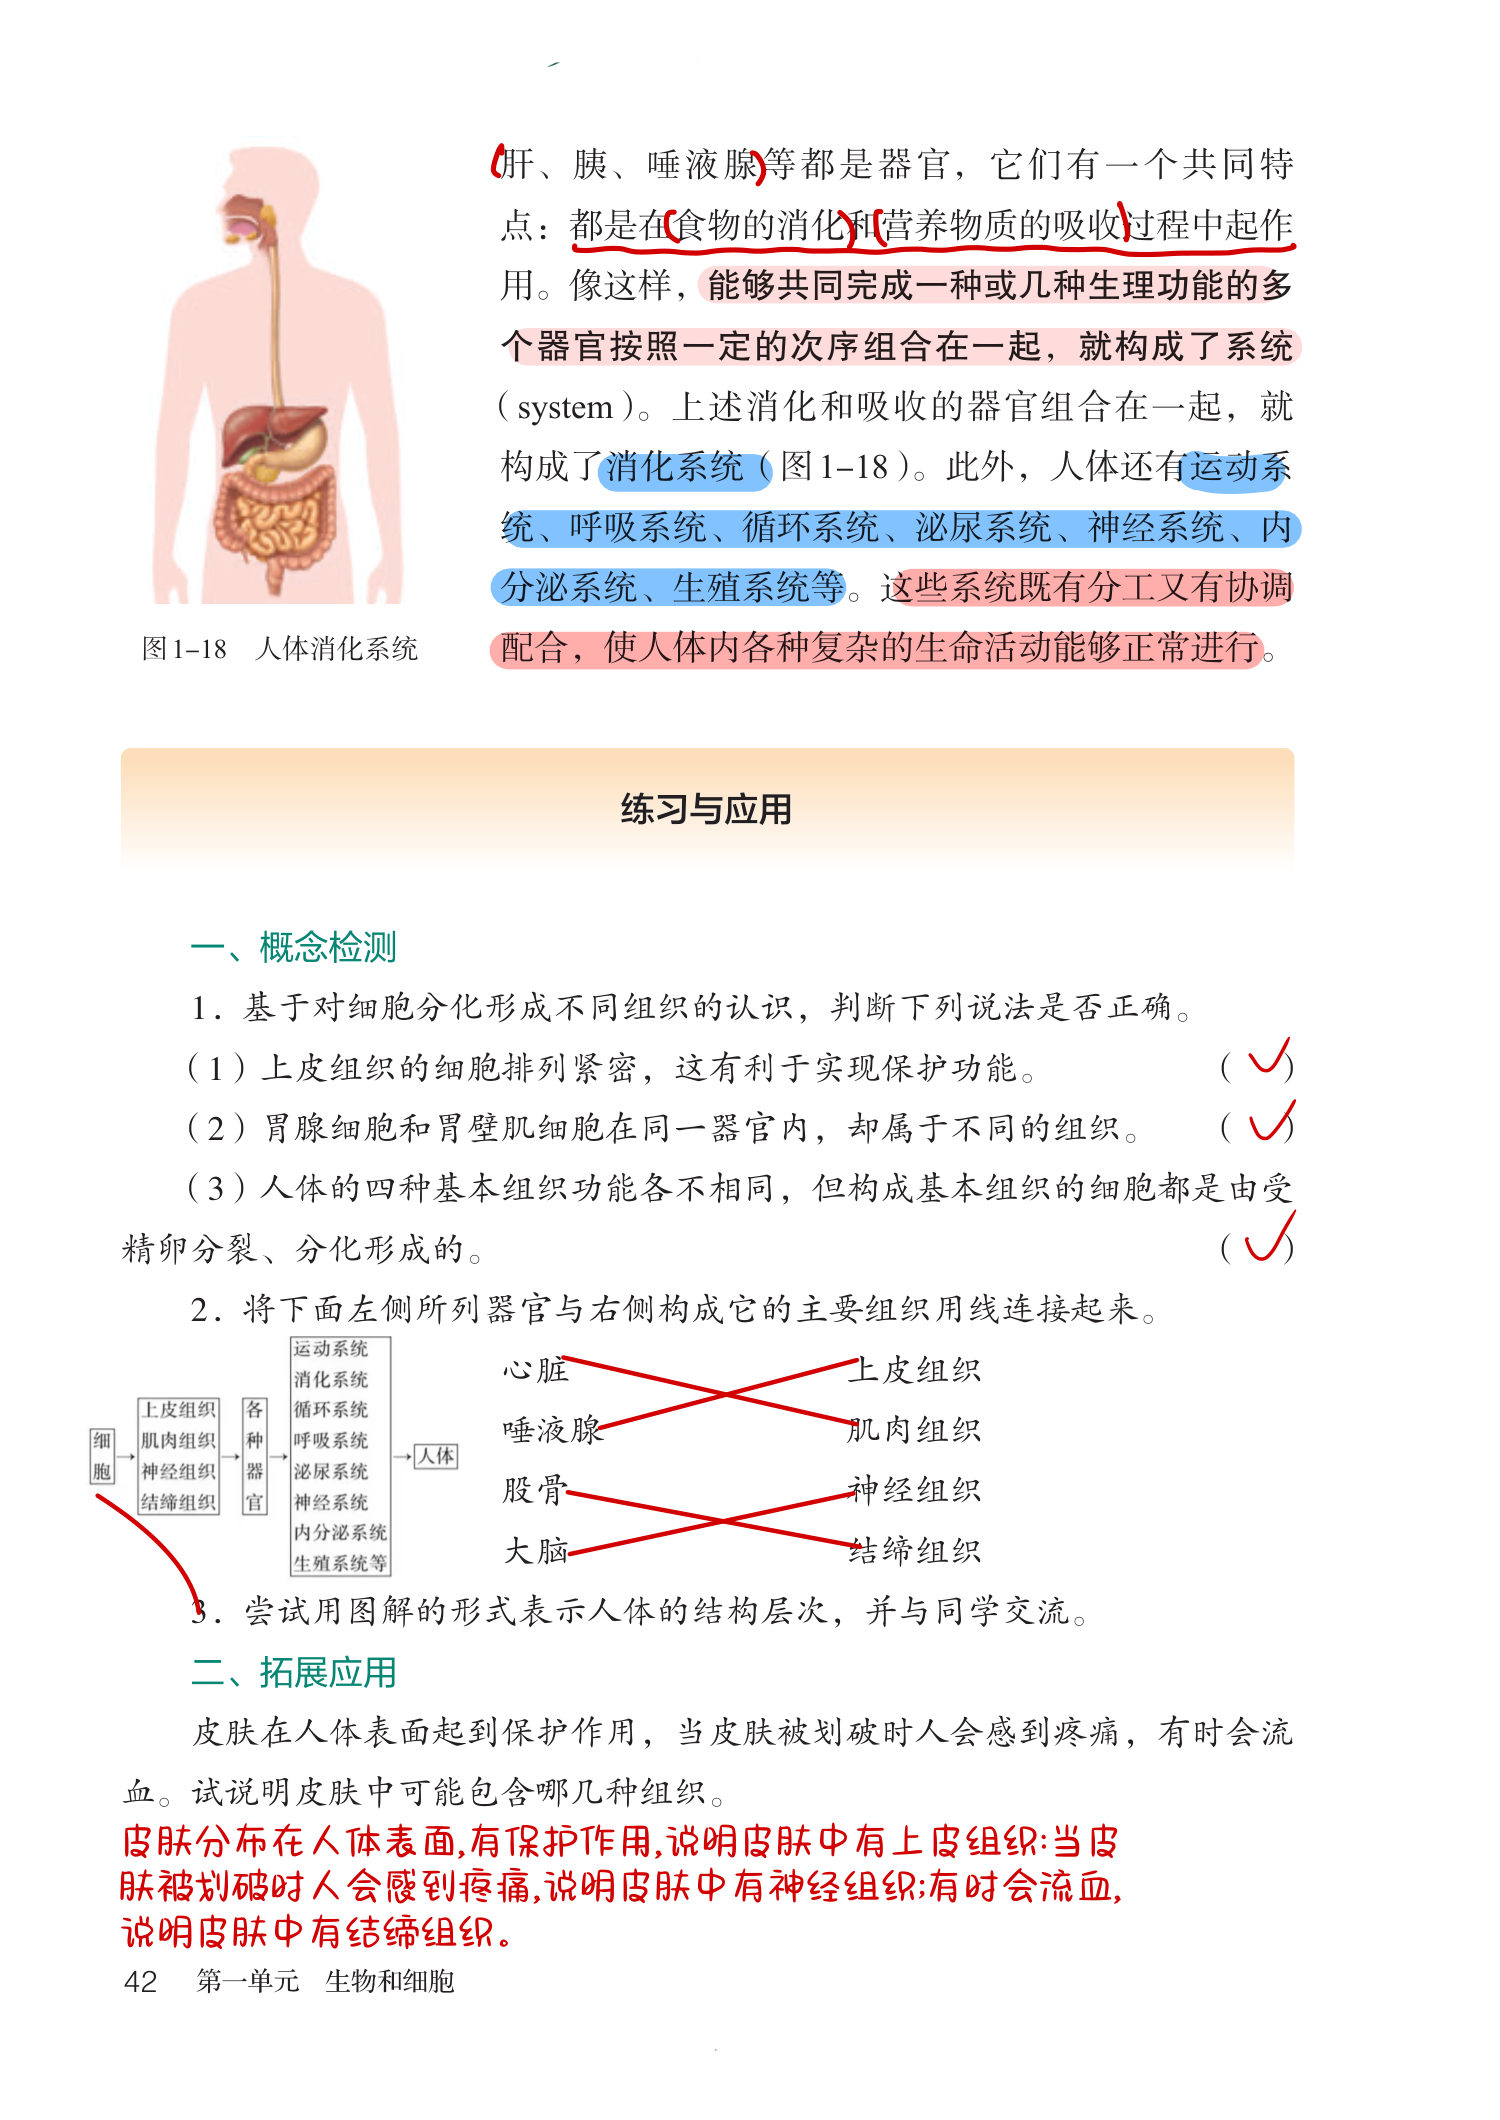 肝、胰、唾液腺等都是器官，它们有一个共同特
点：都是在食物的消化和营养物质的吸收过程中起作
用。像这样，能够共同完成一种或几种生理功能的多
个器官按照一定的次序组合在一起，就构成了系统
（system）。上述消化和吸收的器官组合在一起，就
构成了消化系统（图1–18）。此外，人体还有运动系
统、呼吸系统、循环系统、泌尿系统、神经系统、内
分泌系统、生殖系统等。这些系统既有分工又有协调
配合，使人体内各种复杂的生命活动能够正常进行。
图1–18 人体消化系统
练习与应用
一、概念检测
1．基于对细胞分化形成不同组织的认识，判断下列说法是否正确。
（1）上皮组织的细胞排列紧密，这有利于实现保护功能。（✓）
（2）胃腺细胞和胃壁肌细胞在同一器官内，却属于不同的组织。（✓）
（3）人体的四种基本组织功能各不相同，但构成基本组织的细胞都是由受
精卵分裂、分化形成的。（✓）
2．将下面左侧所列器官与右侧构成它的主要组织用线连接起来。
心脏 上皮组织
唾液腺 肌肉组织
股骨 神经组织
大脑 结缔组织
细胞
上皮组织
肌肉组织
神经组织
结缔组织
各种器官
运动系统
消化系统
循环系统
呼吸系统
泌尿系统
神经系统
内分泌系统
生殖系统等
人体
3．尝试用图解的形式表示人体的结构层次，并与同学交流。
二、拓展应用
皮肤在人体表面起到保护作用，当皮肤被划破时人会感到疼痛，有时会流
血。试说明皮肤中可能包含哪几种组织。
皮肤分布在人体表面,有保护作用,说明皮肤中有上皮组织:当皮
肤被划破时人会感到疼痛,说明皮肤中有神经组织;有时会流血,
说明皮肤中有结缔组织。
42 第一单元 生物和细胞